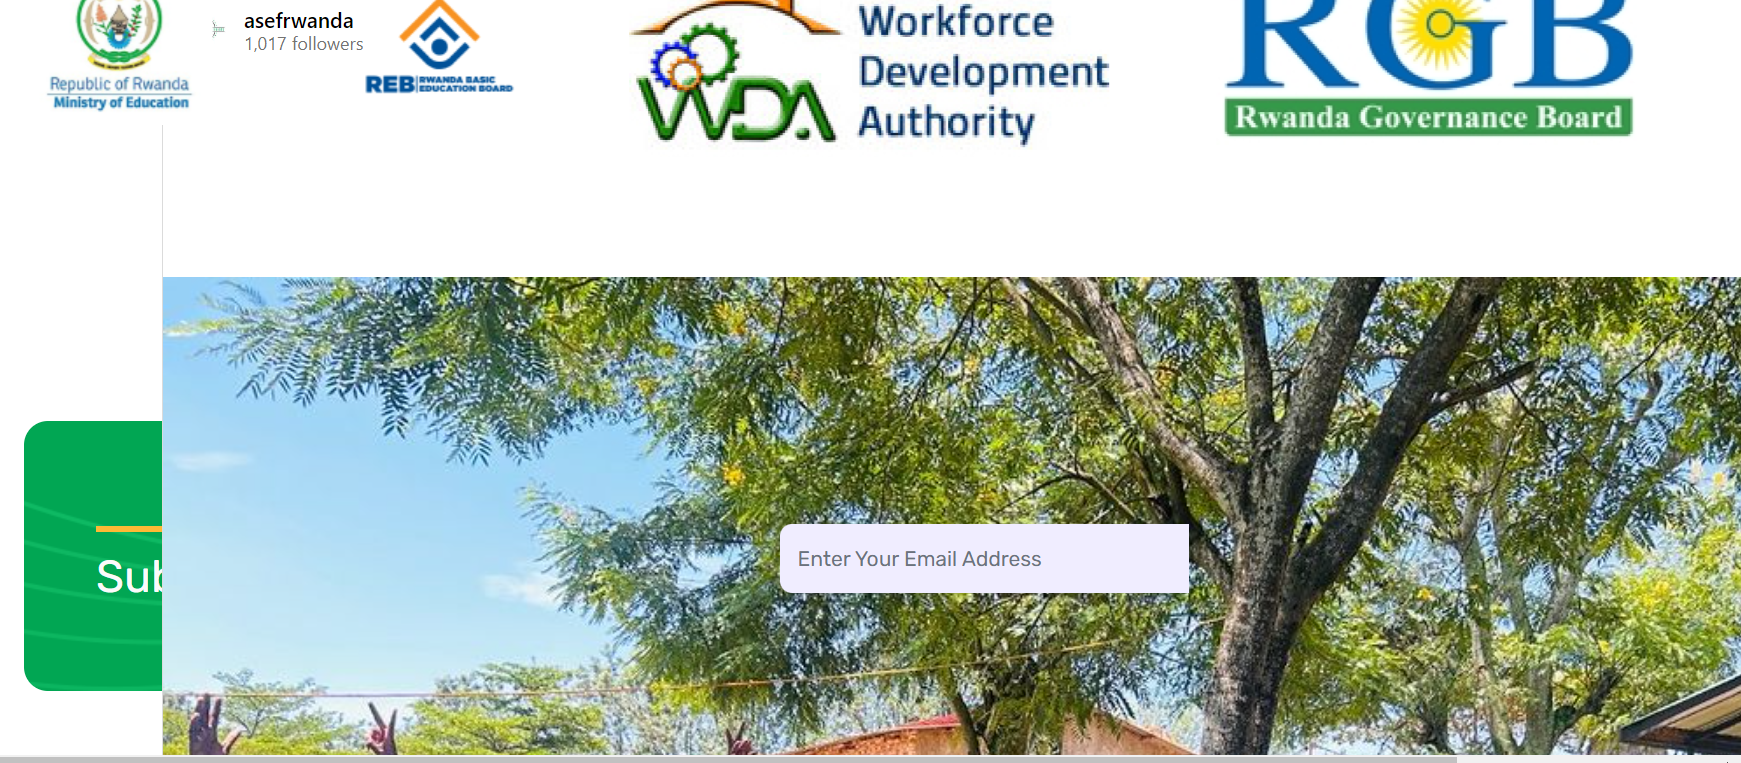 asefrwanda
1,017 followers
Republic of Rwanda
Ministry of Education
REB
RWANDA BASIC
EDUCATION BOARD
WDA
Workforce
Development
Authority
RGB
Rwanda Governance Board
Enter Your Email Address
Sub